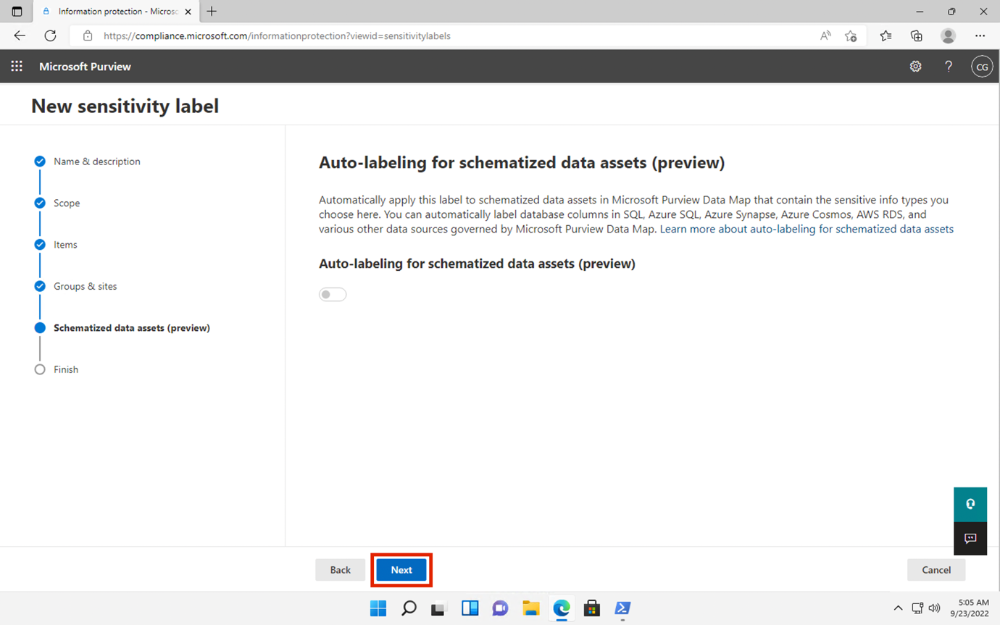 Information protection - Microsc
https://compliance.microsoft.com/informationprotection?viewid=sensitivitylabels
Microsoft Purview
CG
New sensitivity label
Name & description
Scope
Items
Groups & sites
Schematized data assets (preview)
Finish
Auto-labeling for schematized data assets (preview)
Automatically apply this label to schematized data assets in Microsoft Purview Data Map that contain the sensitive info types you
choose here. You can automatically label database columns in SQL, Azure SQL, Azure Synapse, Azure Cosmos, AWS RDS, and
various other data sources governed by Microsoft Purview Data Map. Learn more about auto-labeling for schematized data assets
Auto-labeling for schematized data assets (preview)
Back
Next
Cancel
5:05 AM
9/23/2022